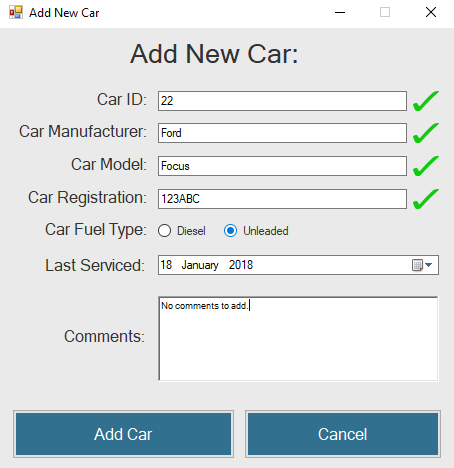 Add New Car
Add New Car:
Car ID: 22
Car Manufacturer: Ford
Car Model: Focus
Car Registration: 123ABC
Car Fuel Type: Diesel Unleaded
Last Serviced: 18 January 2018
No comments to add.
Comments:
Add Car Cancel